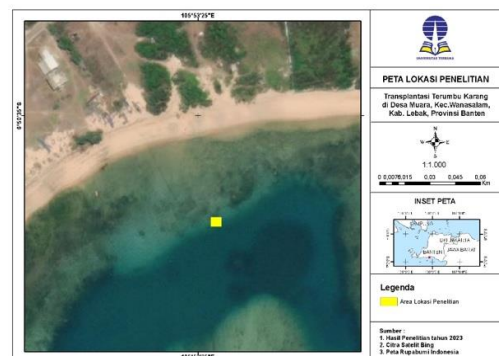 105°53'25"E
UNIVERSITAS TERBUKA
PETA LOKASI PENELITIAN
Transplantasi Terumbu Karang
di Desa Muara, Kec.Wanasalam,
Kab. Lebak, Provinsi Banten
N
W E
S
1:1.000
0 0,0075 0,015 0,03 0,045 0,06
Km
INSET PETA
BANTEN
Legenda
Area Lokasi Penelitian
Sumber :
1. Hasil Penelitian tahun 2023
2. Citra Satelit Bing
3. Peta Rupabumi Indonesia